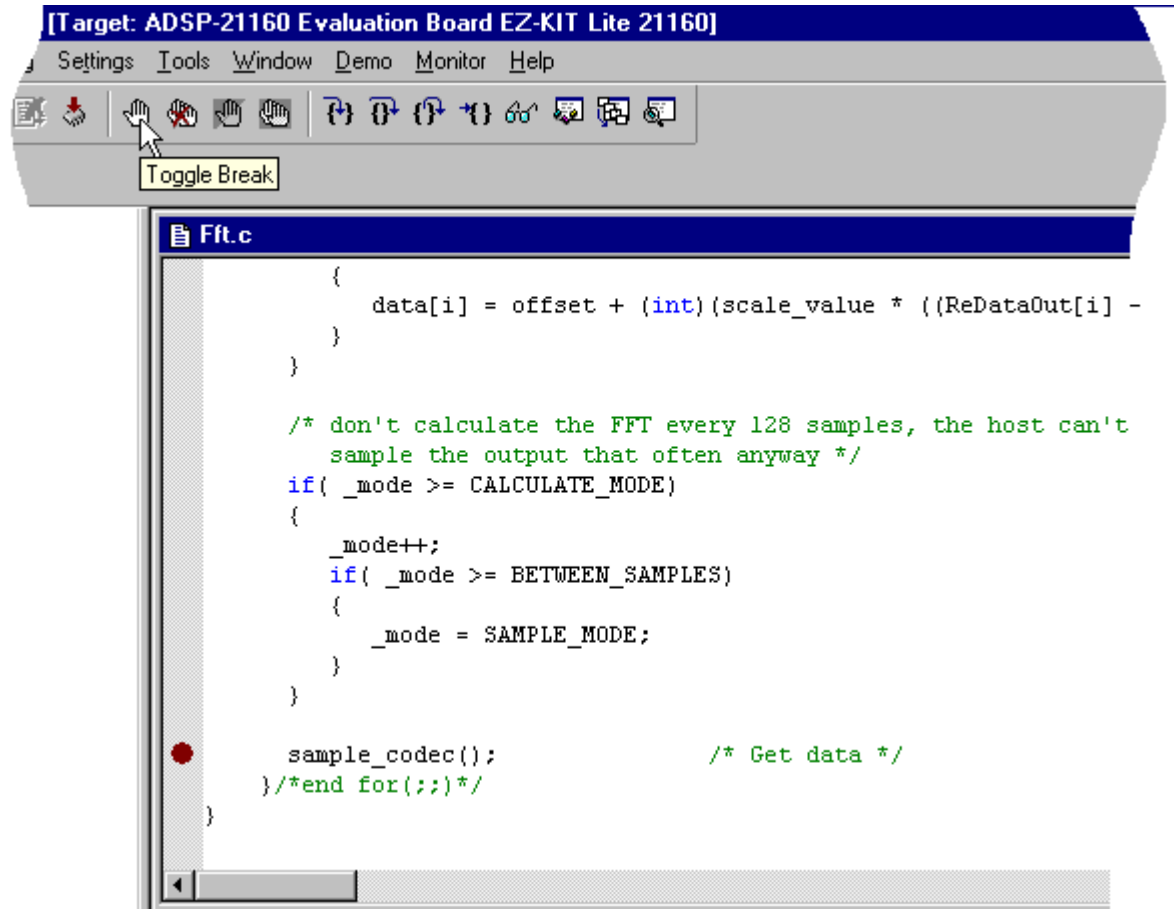 [Target: ADSP-21160 Evaluation Board EZ-KIT Lite 21160]
Settings Tools Window Demo Monitor Help
Toggle Break
Fft.c
{
data[i] = offset + (int)(scale_value * ((ReDataOut[i] -
}
}
/* don't calculate the FFT every 128 samples, the host can't
sample the output that often anyway */
if( _mode >= CALCULATE_MODE)
{
_mode++;
if( _mode >= BETWEEN_SAMPLES)
{
_mode = SAMPLE_MODE;
}
}
sample_codec(); /* Get data */
}/*end for(;;)*/
}